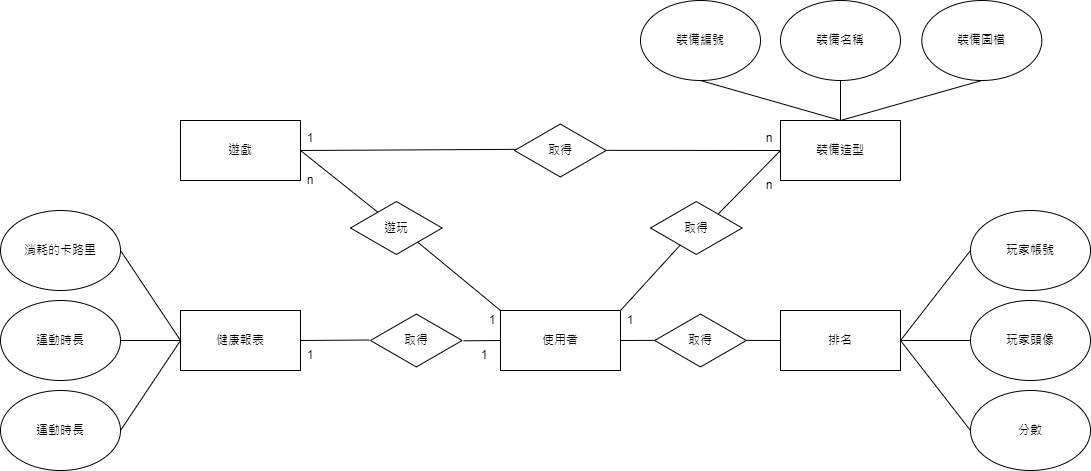 裝備編號
裝備名稱
裝備圖檔
遊戲
1
取得
n
裝備造型
n
n
遊玩
取得
消耗的卡路里
玩家帳號
1
1
健康報表
取得
使用者
取得
排名
運動時長
玩家頭像
1
1
運動時長
分數